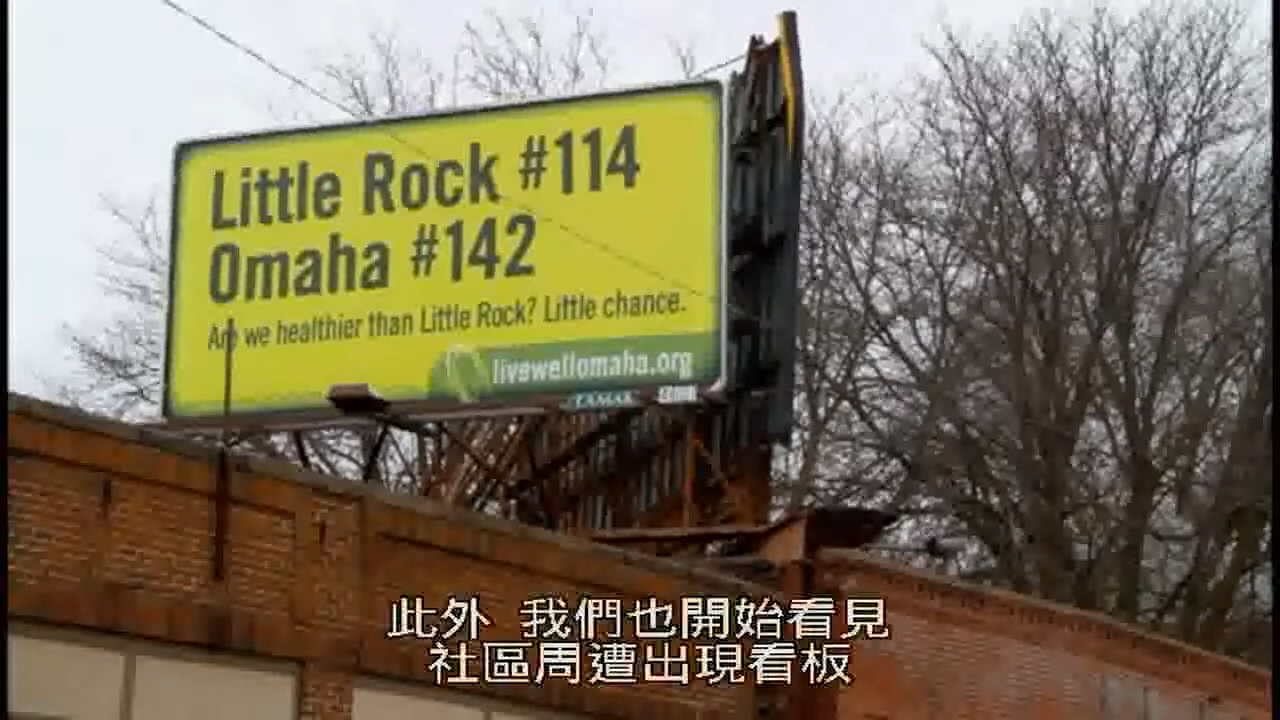 Little Rock #114
Omaha #142
Are we healthier than Little Rock? Little chance.
livewellomaha.org
LAMAR
此外 我們也開始看見
社區周遭出現看板